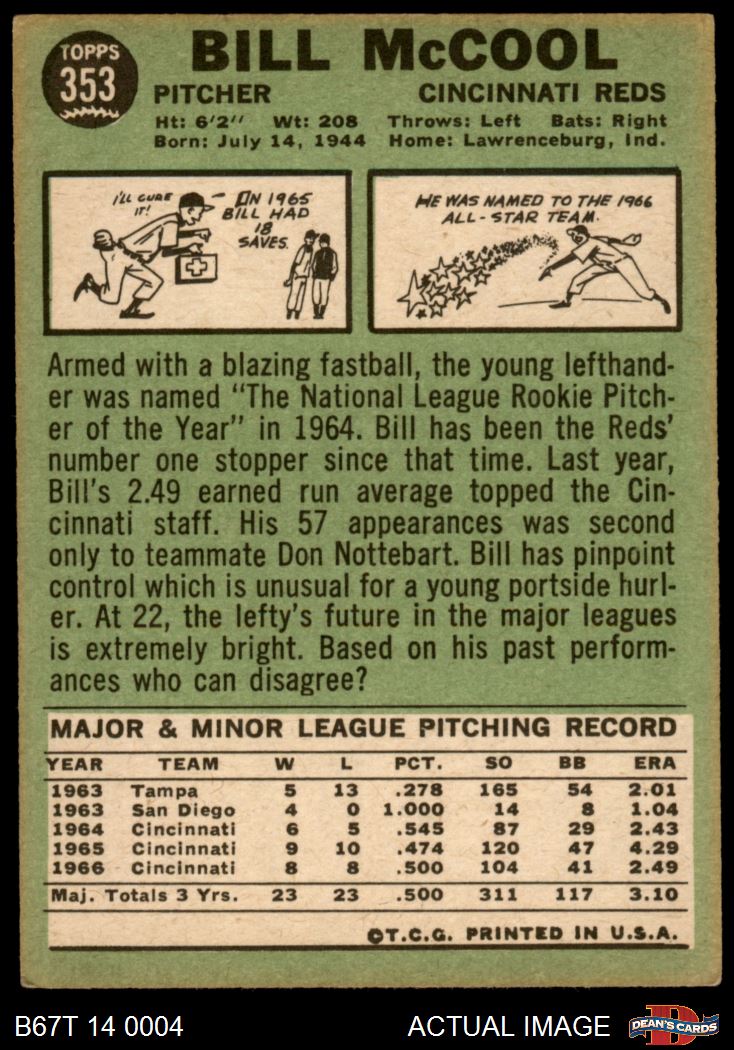 TOPPS
353
BILL McCOOL
PITCHER CINCINNATI REDS
Ht: 6'2" Wt: 208 Throws: Left Bats: Right
Born: July 14, 1944 Home: Lawrenceburg, Ind.
I'LL CURE
IT!
IN 1965
BILL HAD
18
SAVES.
HE WAS NAMED TO THE 1966
ALL-STAR TEAM.
Armed with a blazing fastball, the young lefthand-
er was named "The National League Rookie Pitch-
er of the Year" in 1964. Bill has been the Reds'
number one stopper since that time. Last year,
Bill's 2.49 earned run average topped the Cin-
cinnati staff. His 57 appearances was second
only to teammate Don Nottebart. Bill has pinpoint
control which is unusual for a young portside hurl-
er. At 22, the lefty's future in the major leagues
is extremely bright. Based on his past perform-
ances who can disagree?
MAJOR & MINOR LEAGUE PITCHING RECORD
YEAR TEAM W L PCT. SO BB ERA
1963 Tampa 5 13 .278 165 54 2.01
1963 San Diego 4 0 1.000 14 8 1.04
1964 Cincinnati 6 5 .545 87 29 2.43
1965 Cincinnati 9 10 .474 120 47 4.29
1966 Cincinnati 8 8 .500 104 41 2.49
Maj. Totals 3 Yrs. 23 23 .500 311 117 3.10
©T.C.G. PRINTED IN U.S.A.
B67T 14 0004 ACTUAL IMAGE D DEAN'S CARDS